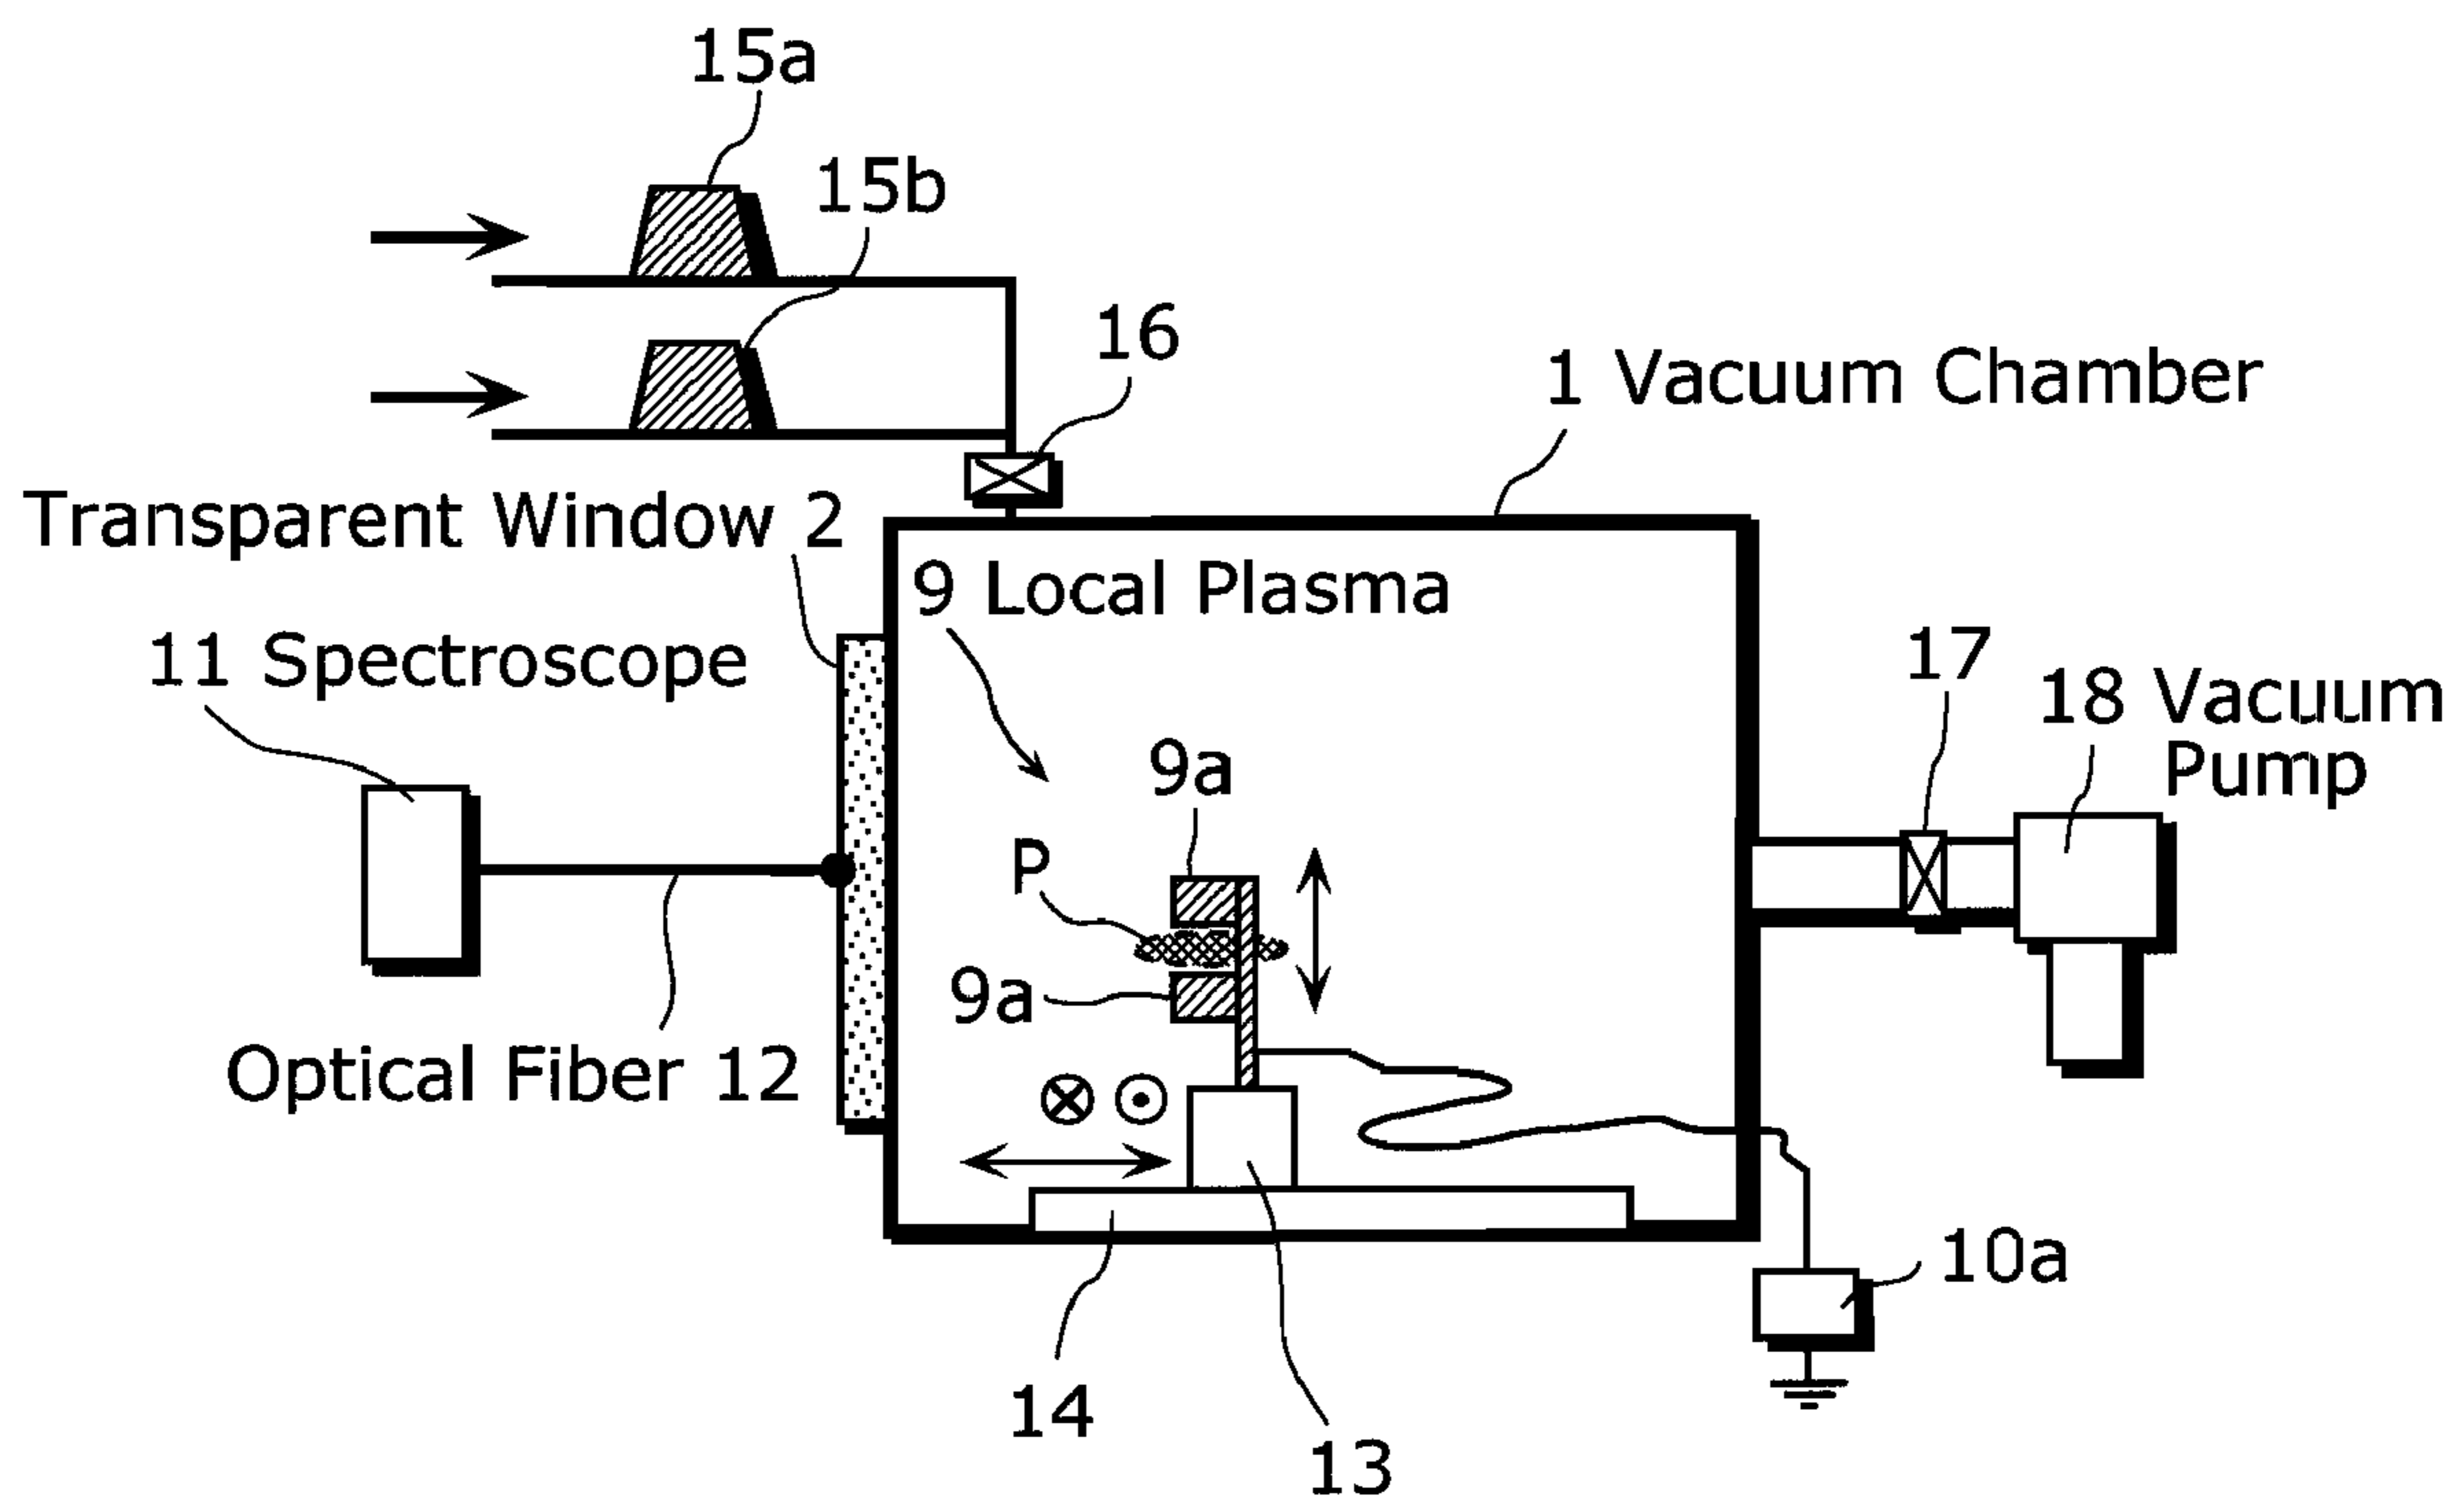 15a
15b
16
1 Vacuum Chamber
Transparent Window 2
9 Local Plasma
11 Spectroscope
17
18 Vacuum
Pump
9a
P
9a
Optical Fiber 12
10a
14
13